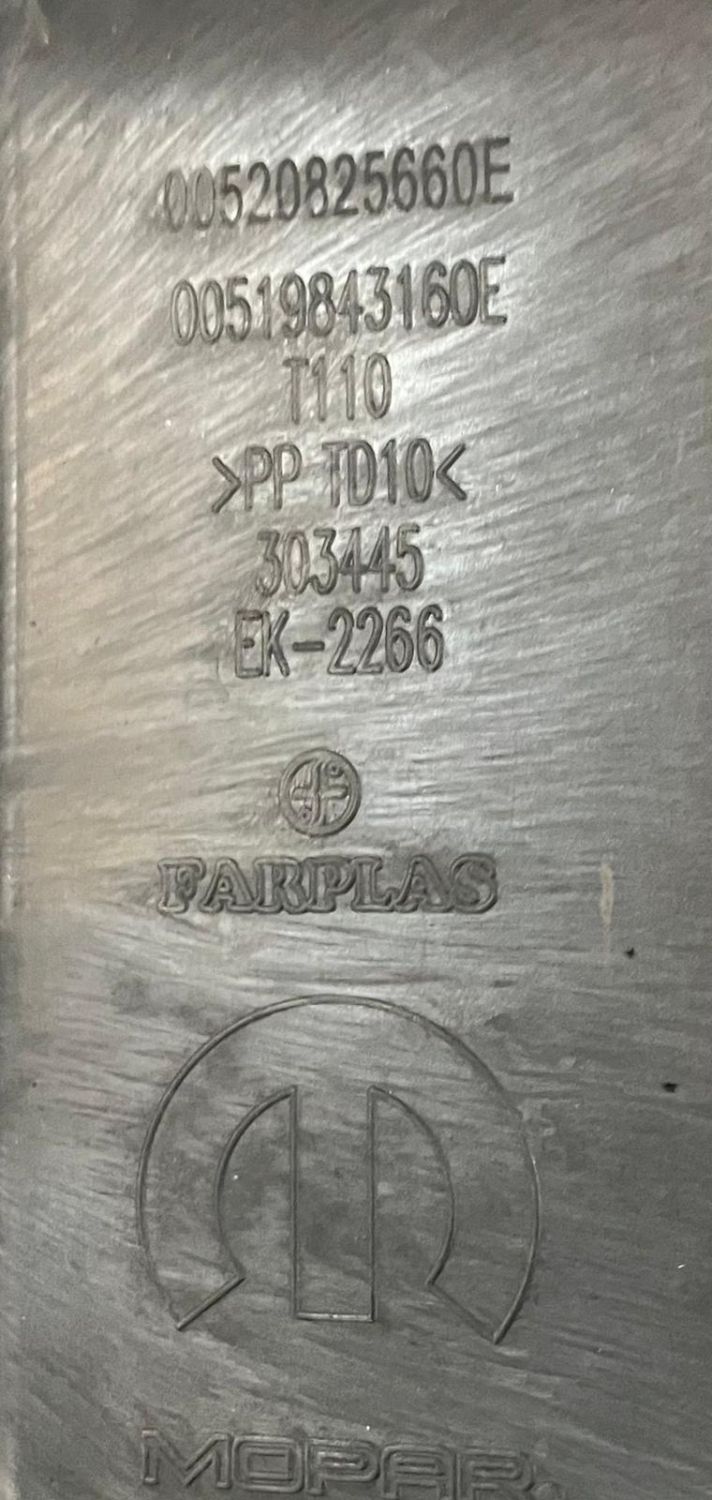 00520825660E
00519843160E
T110
>PP TD10<
303445
EK-2266
FARPLAS
MOPAR.